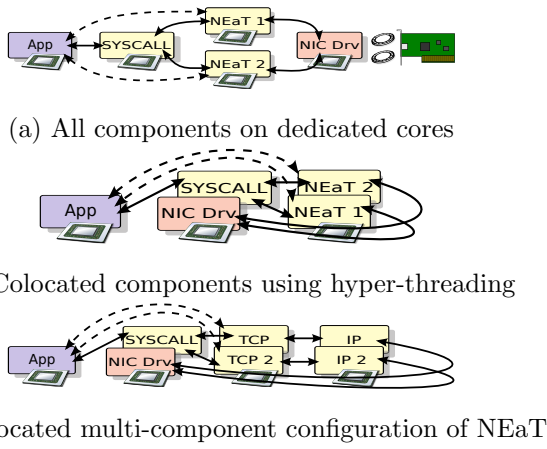 App
SYSCALL
NEaT 1
NEaT 2
NIC Drv
(a) All components on dedicated cores
App
SYSCALL
NIC Drv
NEaT 2
NEaT 1
Colocated components using hyper-threading
App
SYSCALL
NIC Drv
TCP
TCP 2
IP
IP 2
ocated multi-component configuration of NEaT